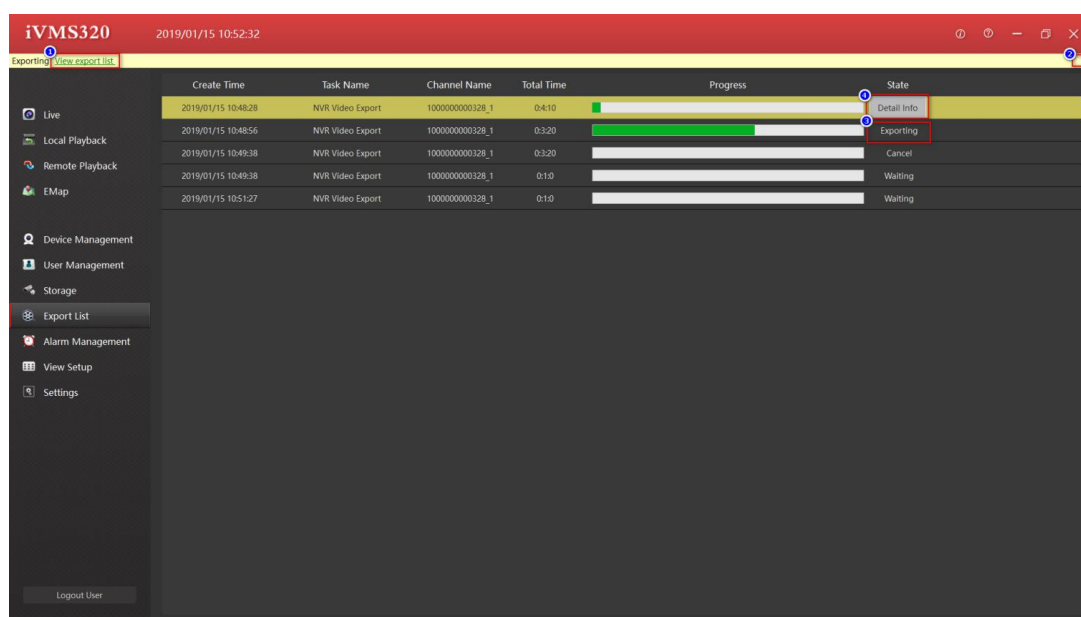 iVMS320 2019/01/15 10:52:32
1 2
Exporting View export list
Create Time Task Name Channel Name Total Time Progress State
4
2019/01/15 10:48:28 NVR Video Export 1000000000328_1 0:4:10 Detail Info
3
2019/01/15 10:48:56 NVR Video Export 1000000000328_1 0:3:20 Exporting
2019/01/15 10:49:38 NVR Video Export 1000000000328_1 0:3:20 Cancel
2019/01/15 10:49:38 NVR Video Export 1000000000328_1 0:1:0 Waiting
2019/01/15 10:51:27 NVR Video Export 1000000000328_1 0:1:0 Waiting
Live
Local Playback
Remote Playback
EMap
Device Management
User Management
Storage
Export List
Alarm Management
View Setup
Settings
Logout User